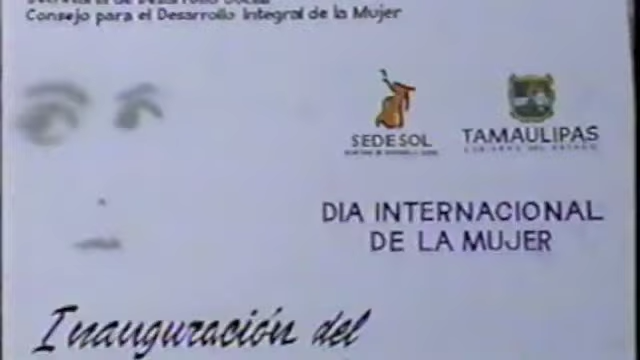 Consejo para el Desarrollo Integral de la Mujer
SEDESOL
TAMAULIPAS
DIA INTERNACIONAL
DE LA MUJER
Inauguración del